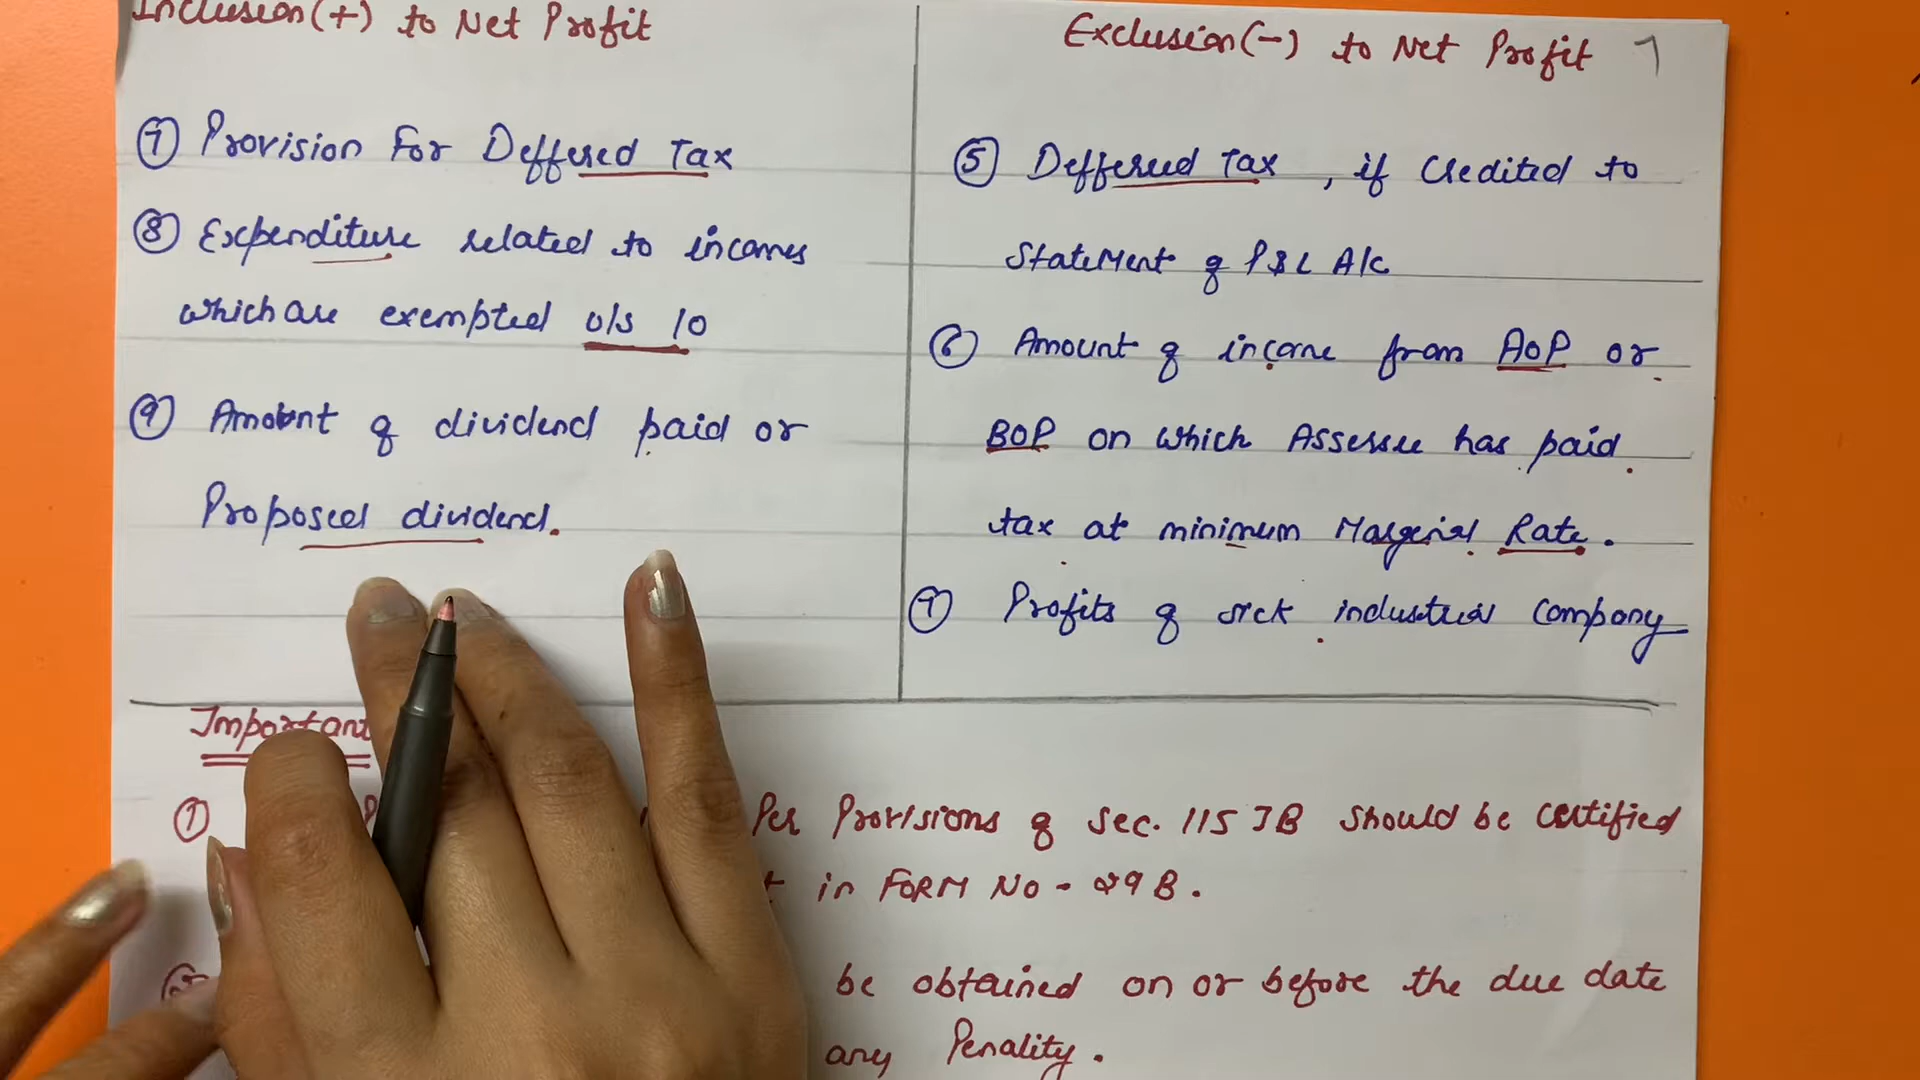 Inclusion(+) to Net Profit
⑦ Provision For Deffered Tax
⑧ Expenditure related to incomes
which are exempted u/s 10
⑨ Amount of dividend paid or
Proposed dividend.
Exclusion(-) to Net Profit
⑤ Deffered Tax, if Credited to
Statement of P&L A/c
⑥ Amount of income from AOP or
BOP on which Assessee has paid
tax at minimum Marginal Rate.
⑦ Profits of sick industrial Company
Important
① Per Provisions of Sec. 115 JB should be certified
in FORM No - 29 B.
be obtained on or before the due date
any Penality.